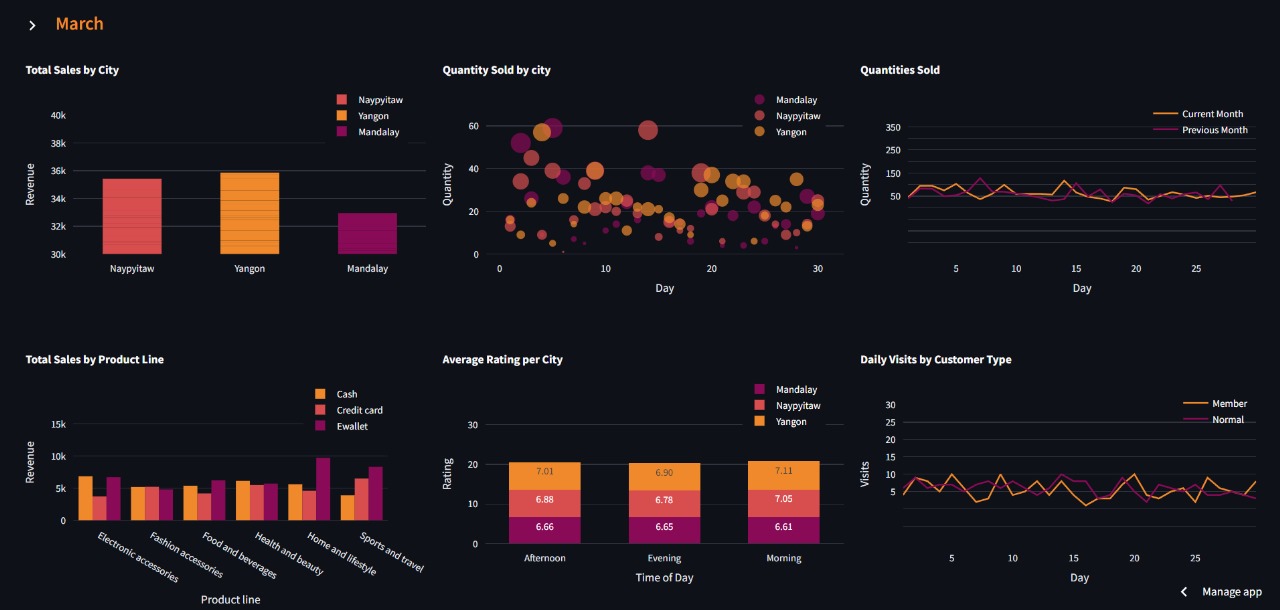 March
Total Sales by City
Naypyitaw
Yangon
Mandalay
40k
38k
36k
34k
32k
30k
Revenue
Naypyitaw
Yangon
Mandalay
Quantity Sold by city
Mandalay
Naypyitaw
Yangon
60
40
20
0
Quantity
0
10
20
30
Day
Quantities Sold
Current Month
Previous Month
350
250
150
50
Quantity
5
10
15
20
25
Day
Total Sales by Product Line
Cash
Credit card
Ewallet
15k
10k
5k
0
Revenue
Electronic accessories
Fashion accessories
Food and beverages
Health and beauty
Home and lifestyle
Sports and travel
Product line
Average Rating per City
Mandalay
Naypyitaw
Yangon
30
20
10
0
Rating
7.01
6.90
7.11
6.88
6.78
7.05
6.66
6.65
6.61
Afternoon
Evening
Morning
Time of Day
Daily Visits by Customer Type
Member
Normal
30
25
20
15
10
5
Visits
5
10
15
20
25
Day
Manage app